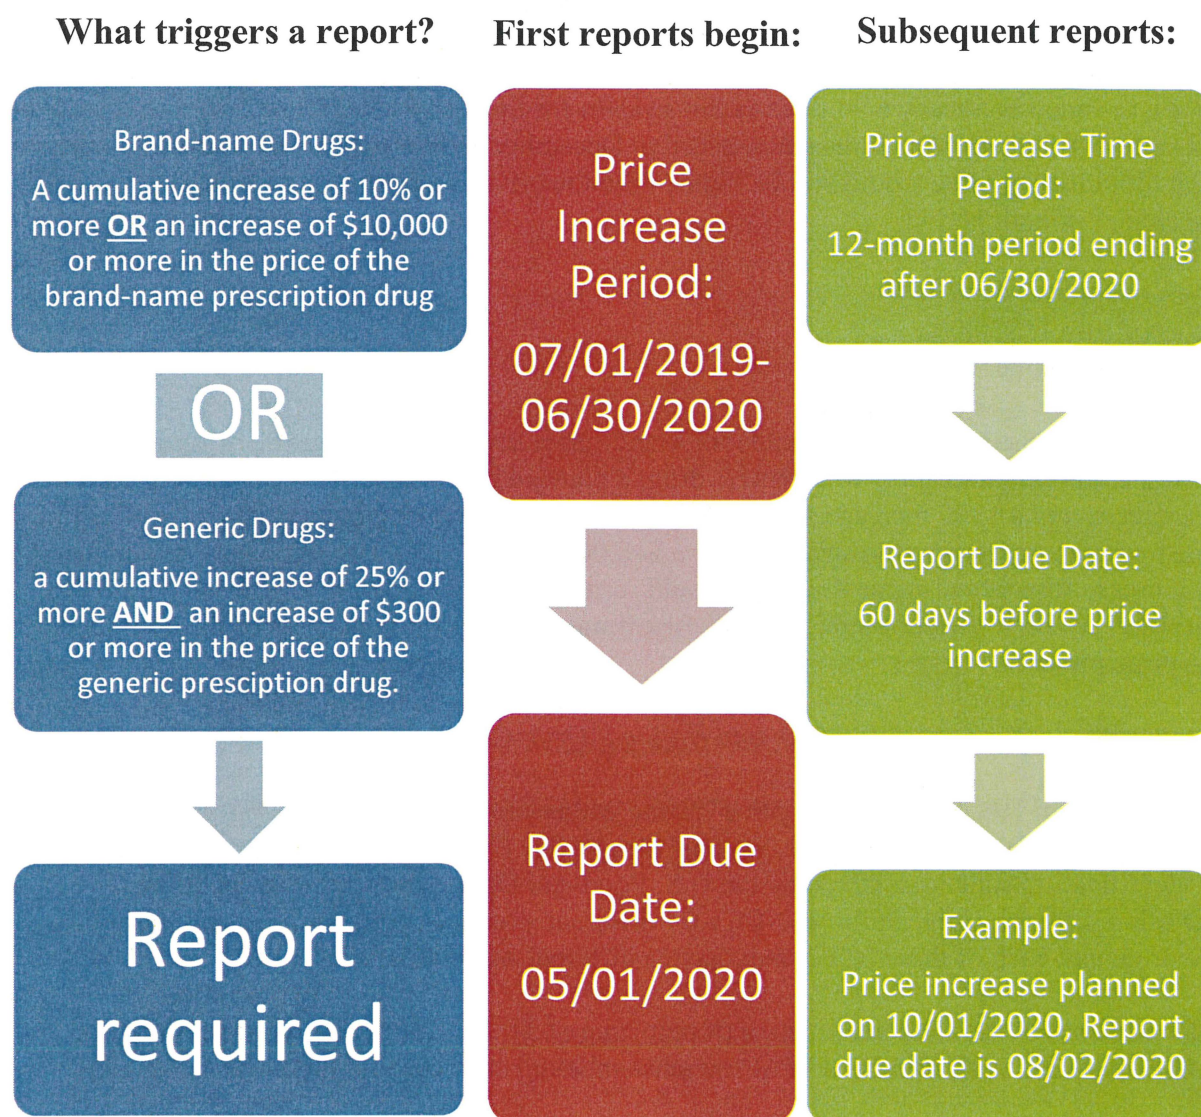 What triggers a report?
Brand-name Drugs:
A cumulative increase of 10% or
more OR an increase of $10,000
or more in the price of the
brand-name prescription drug
OR
Generic Drugs:
a cumulative increase of 25% or
more AND an increase of $300
or more in the price of the
generic presciption drug.
Report
required
First reports begin:
Price
Increase
Period:
07/01/2019-
06/30/2020
Report Due
Date:
05/01/2020
Subsequent reports:
Price Increase Time
Period:
12-month period ending
after 06/30/2020
Report Due Date:
60 days before price
increase
Example:
Price increase planned
on 10/01/2020, Report
due date is 08/02/2020